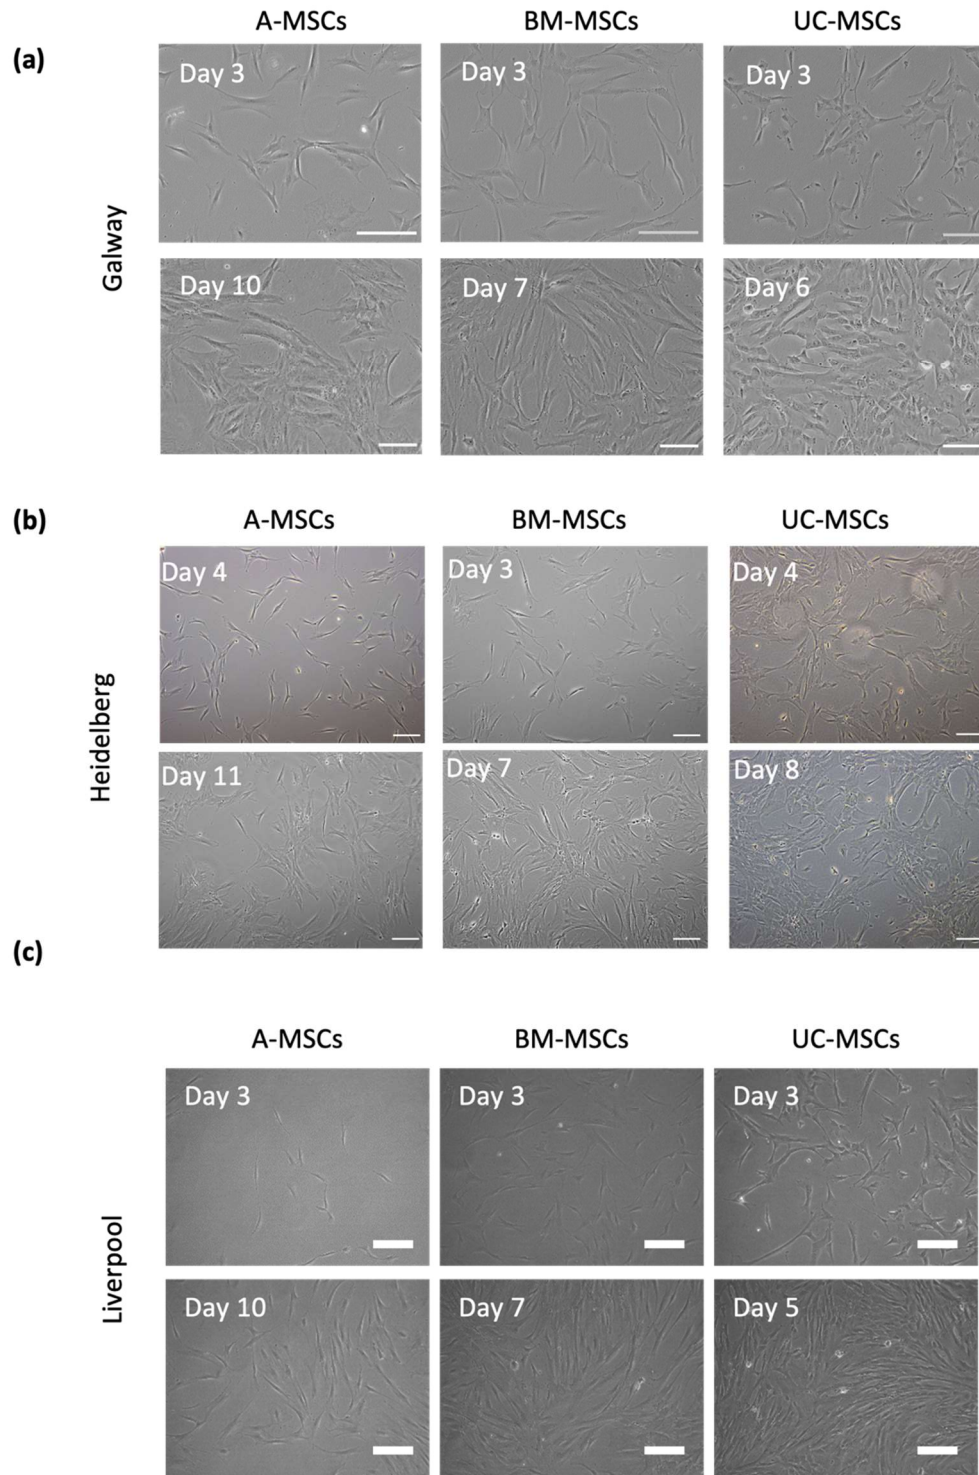 A-MSCs BM-MSCs UC-MSCs
(a)
Galway
Day 3 Day 3 Day 3
Day 10 Day 7 Day 6
(b)
A-MSCs BM-MSCs UC-MSCs
Heidelberg
Day 4 Day 3 Day 4
Day 11 Day 7 Day 8
(c)
A-MSCs BM-MSCs UC-MSCs
Liverpool
Day 3 Day 3 Day 3
Day 10 Day 7 Day 5